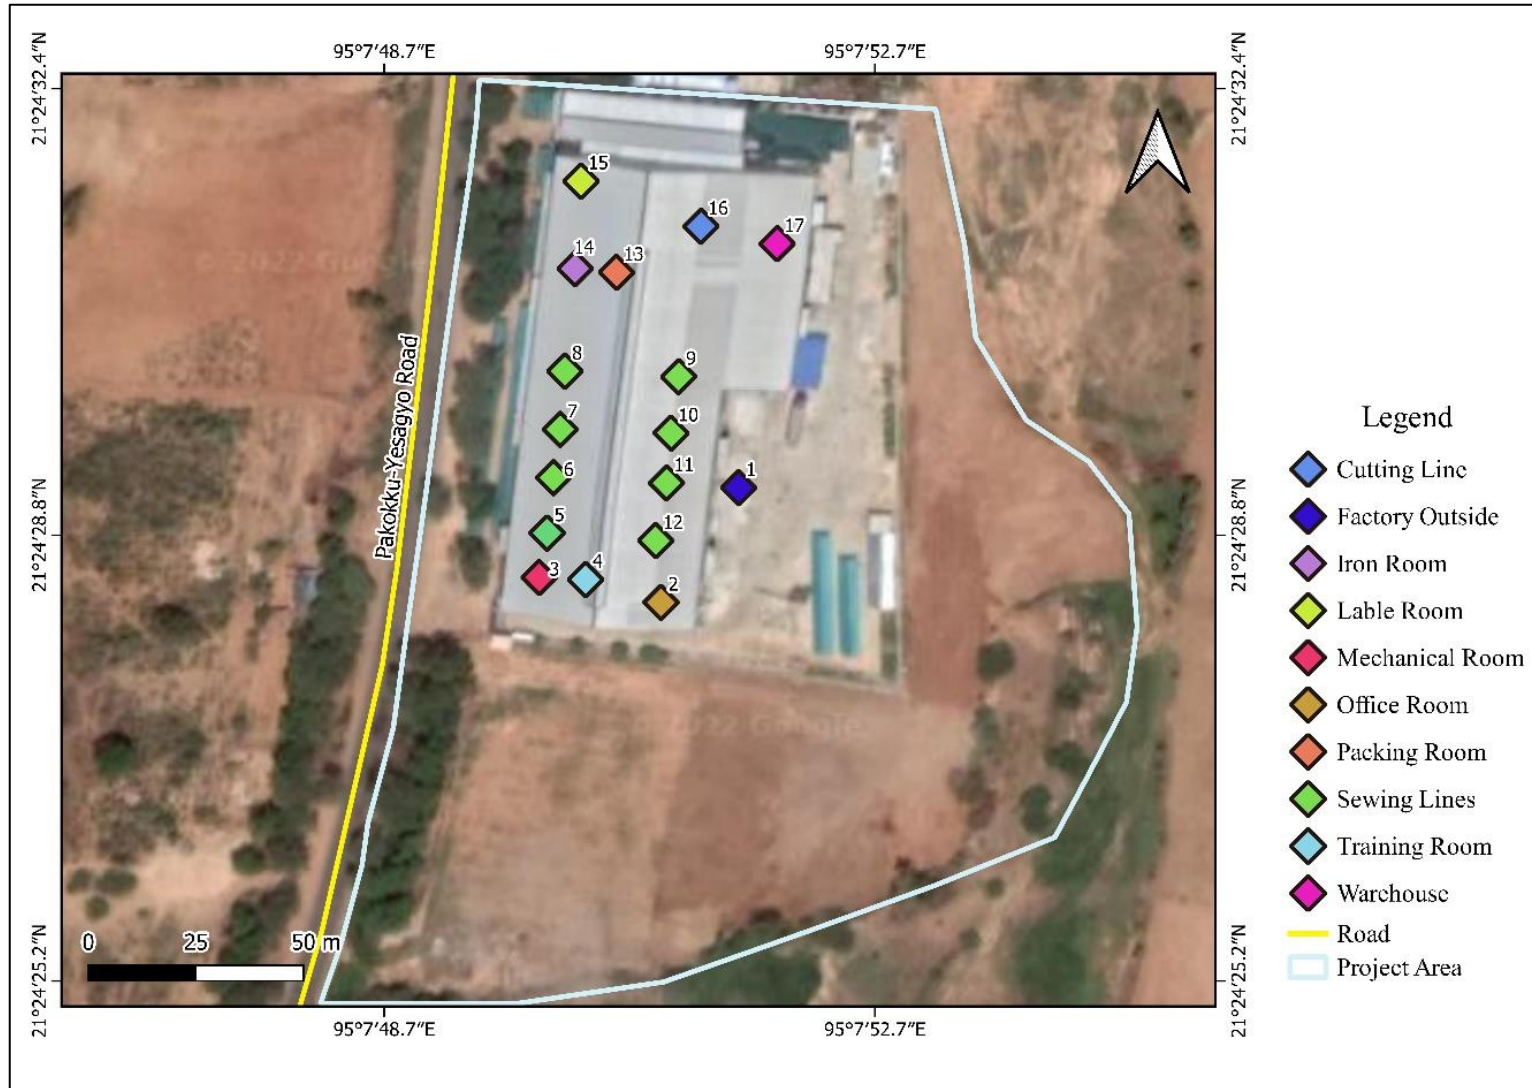 95°7'48.7"E
95°7'52.7"E
21°24'32.4"N
21°24'32.4"N
2022 Google
15
16
17
14
13
Pakokku-Yesagyo Road
8
9
7
10
6
11
1
5
12
3
4
2
21°24'28.8"N
21°24'28.8"N
2022 Google
0
25
50 m
21°24'25.2"N
21°24'25.2"N
95°7'48.7"E
95°7'52.7"E
Legend
Cutting Line
Factory Outside
Iron Room
Lable Room
Mechanical Room
Office Room
Packing Room
Sewing Lines
Training Room
Warehouse
Road
Project Area